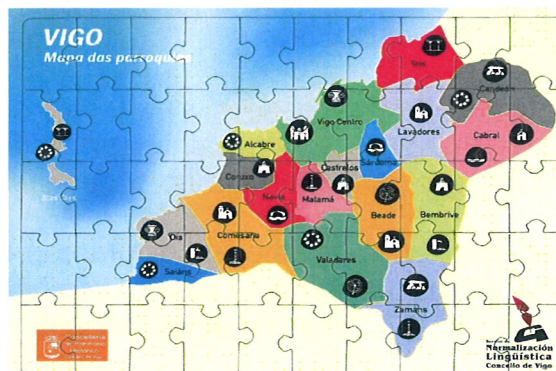 VIGO
Mapa das parroquias
Teis
Candeán
Vigo Centro
Lavadores
Cabral
Alcabre
Sárdoma
Castrelos
Coruxo
Navia
Matamá
Beade
Bembrive
Oia
Comesaña
Valadares
Saiáns
Zamáns
Normalización
Lingüística
Concello de Vigo